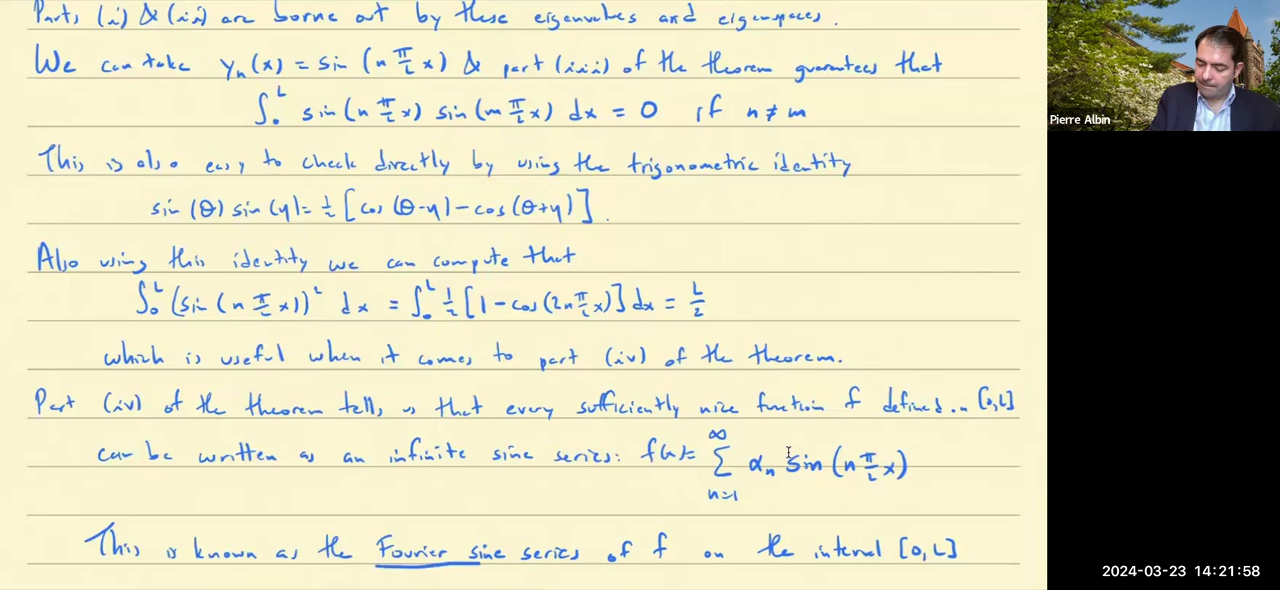 Parts (i) & (ii) are borne out by these eigenvalues and eigenspaces.
We can take yₙ(x) = sin (n π/L x) & part (iii) of the theorem guarantees that
∫₀ᴸ sin (n π/L x) sin (m π/L x) dx = 0 if n ≠ m
This is also easy to check directly by using the trigonometric identity
sin (θ) sin (η) = ½ [cos (θ-η) - cos (θ+η)].
Also using this identity we can compute that
∫₀ᴸ (sin (n π/L x))² dx = ∫₀ᴸ ½ [1 - cos (2n π/L x)] dx = L/2
which is useful when it comes to part (iv) of the theorem.
Part (iv) of the theorem tells us that every sufficiently nice function f defined on [0,L]
can be written as an infinite sine series: f(x) = ∑_{n=1}^{∞} αₙ sin (n π/L x)
This is known as the Fourier sine series of f on the interval [0,L]
Pierre Albin
2024-03-23 14:21:58